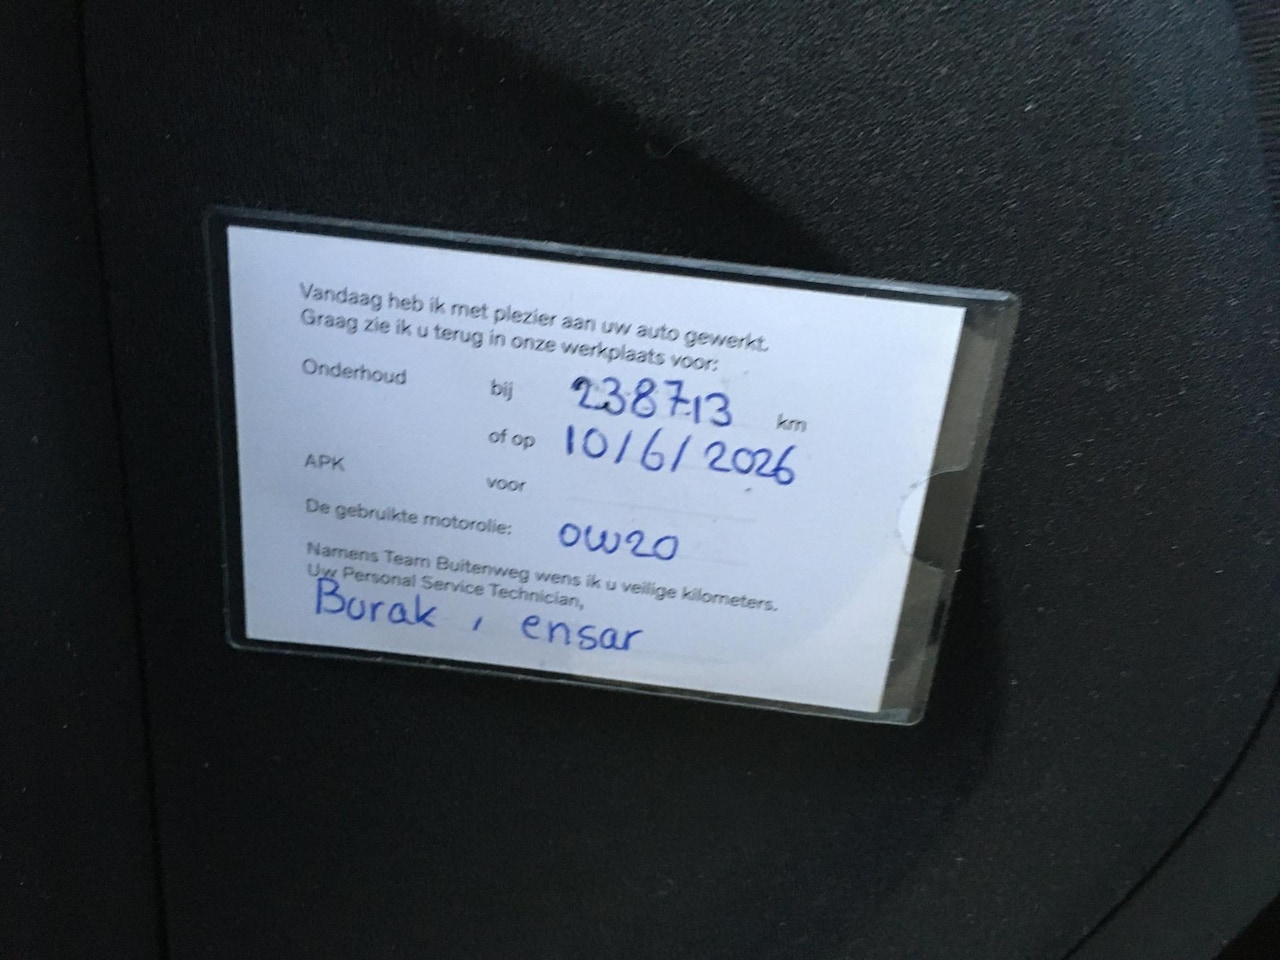 Vandaag heb ik met plezier aan uw auto gewerkt.
Graag zie ik u terug in onze werkplaats voor:
Onderhoud bij 238713 km
of op 10/6/2026
APK voor
De gebruikte motorolie: 0W20
Namens Team Buitenweg wens ik u veilige kilometers.
Uw Personal Service Technician,
Burak, ensar